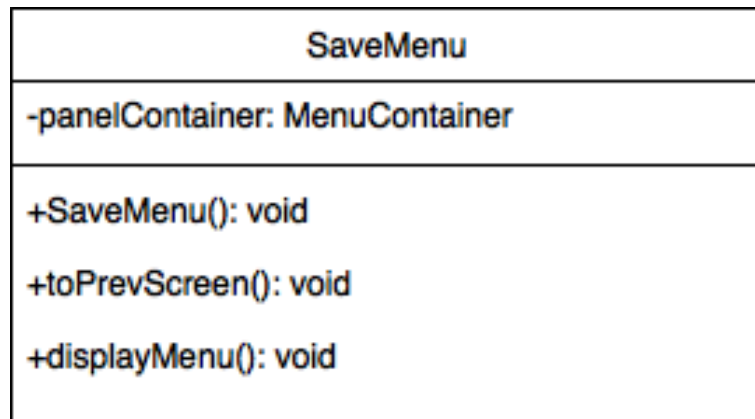 SaveMenu
-panelContainer: MenuContainer
+SaveMenu(): void
+toPrevScreen(): void
+displayMenu(): void